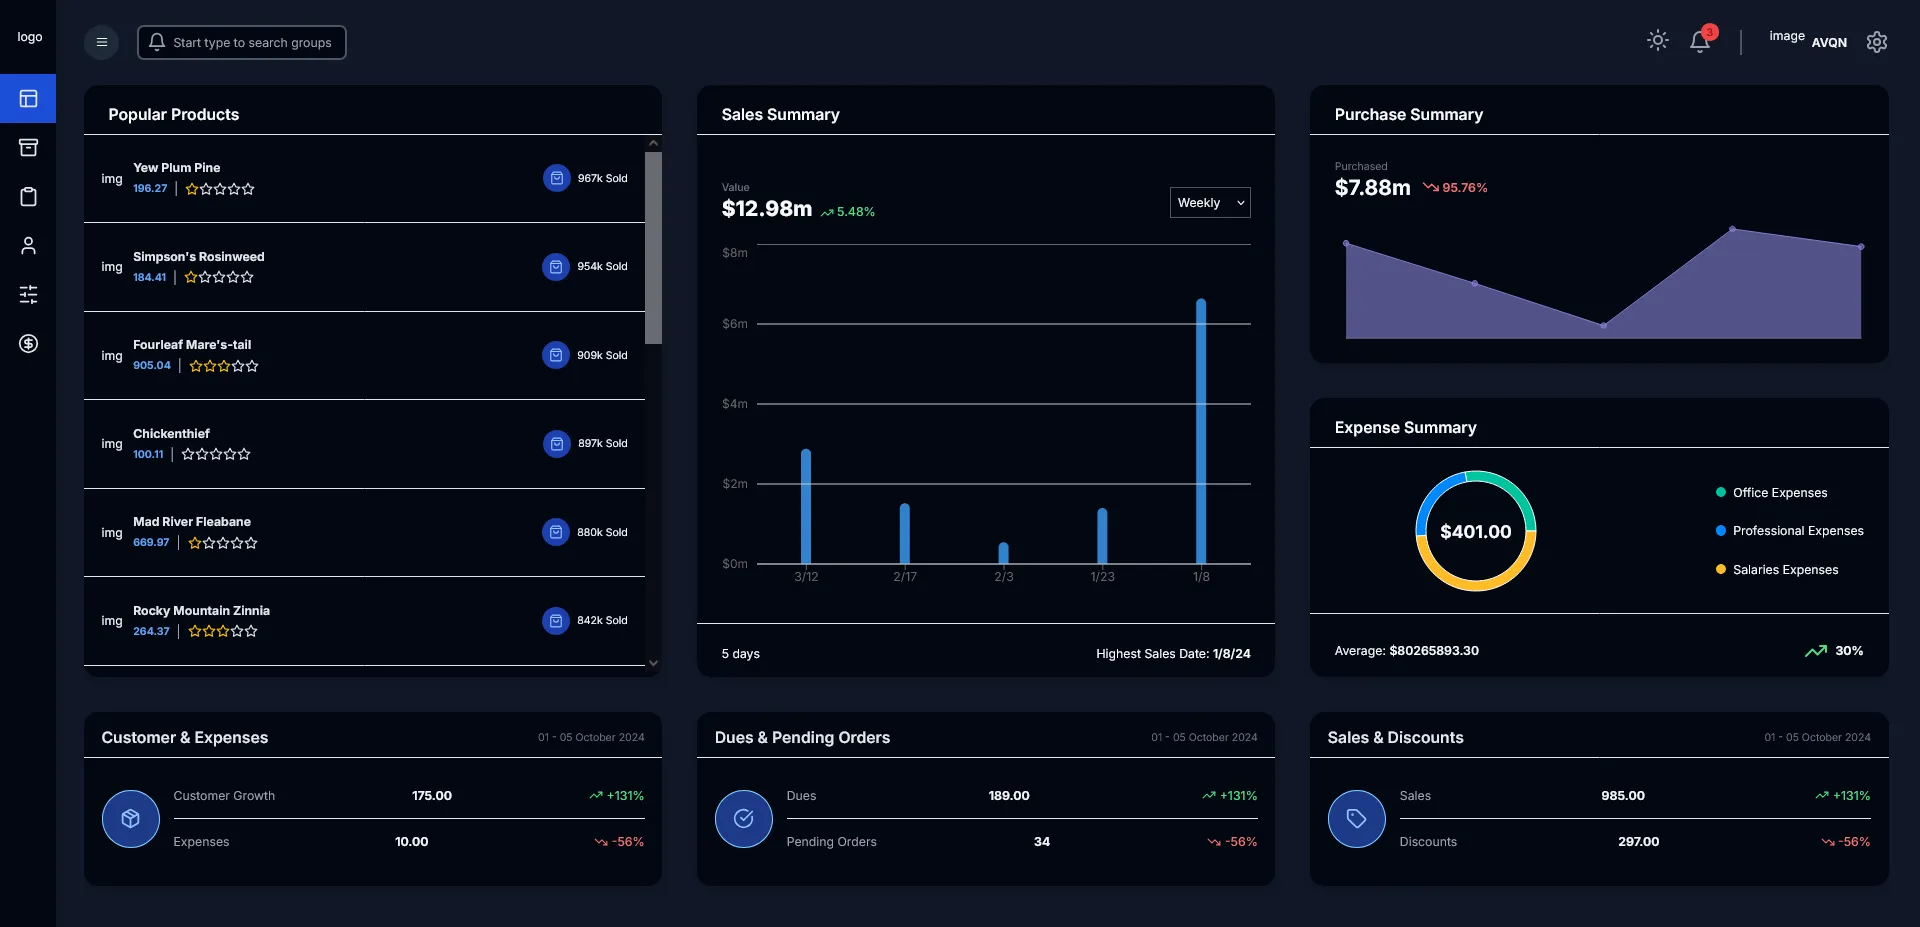 logo
Start type to search groups
3
image
AVQN
Popular Products
img
Yew Plum Pine
196.27
967k Sold
img
Simpson's Rosinweed
184.41
954k Sold
img
Fourleaf Mare's-tail
905.04
909k Sold
img
Chickenthief
100.11
897k Sold
img
Mad River Fleabane
669.97
880k Sold
img
Rocky Mountain Zinnia
264.37
842k Sold
Sales Summary
Value
$12.98m
5.48%
Weekly
$8m
$6m
$4m
$2m
$0m
3/12
2/17
2/3
1/23
1/8
5 days
Highest Sales Date: 1/8/24
Purchase Summary
Purchased
$7.88m
95.76%
Expense Summary
$401.00
Office Expenses
Professional Expenses
Salaries Expenses
Average: $80265893.30
30%
Customer & Expenses
01 - 05 October 2024
Customer Growth
175.00
+131%
Expenses
10.00
-56%
Dues & Pending Orders
01 - 05 October 2024
Dues
189.00
+131%
Pending Orders
34
-56%
Sales & Discounts
01 - 05 October 2024
Sales
985.00
+131%
Discounts
297.00
-56%